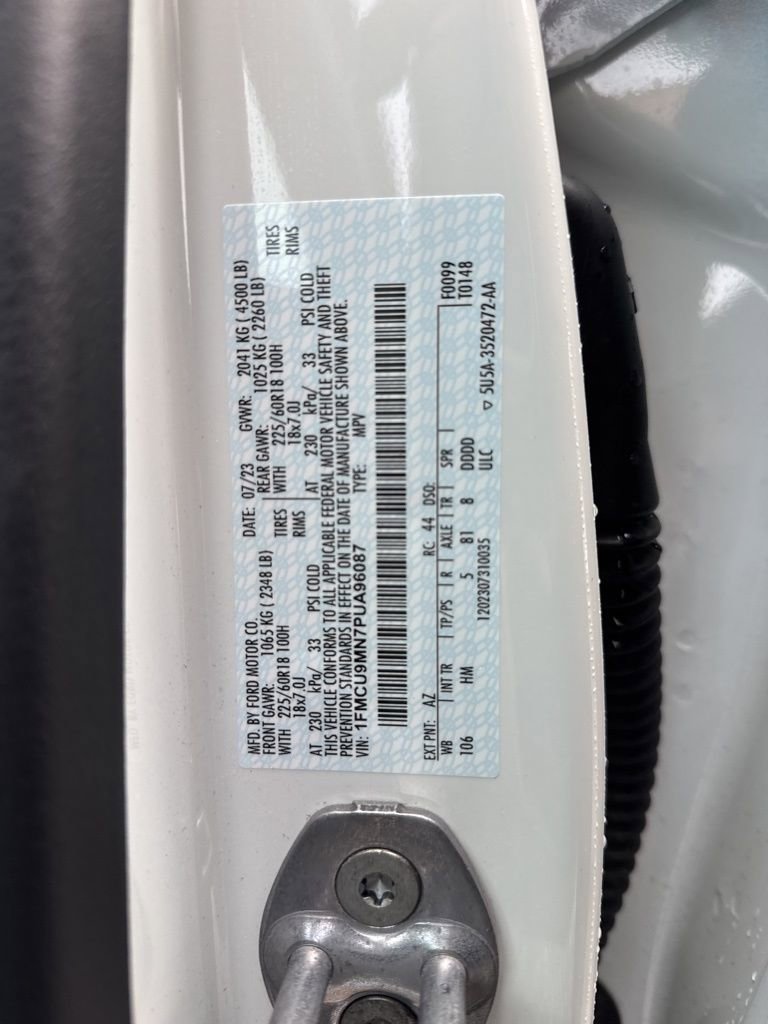 MFD. BY FORD MOTOR CO.
DATE: 07/23 GVWR: 2041 KG ( 4500 LB)
FRONT GAWR: 1065 KG ( 2348 LB) REAR GAWR: 1025 KG ( 2260 LB)
WITH 225/60R18 100H TIRES WITH 225/60R18 100H TIRES
18x7.0J RIMS 18x7.0J RIMS
AT 230 kPa/ 33 PSI COLD AT 230 kPa/ 33 PSI COLD
THIS VEHICLE CONFORMS TO ALL APPLICABLE FEDERAL MOTOR VEHICLE SAFETY AND THEFT
PREVENTION STANDARDS IN EFFECT ON THE DATE OF MANUFACTURE SHOWN ABOVE.
VIN: 1FMCU9MN7PUA96087 TYPE: MPV
EXT PNT: AZ RC: 44 DSO: F0099
WB INT TR TP/PS R AXLE TR SPR T0148
106 HM 5 81 8 DDDD
1202307310035 ULC ▽ 5U5A-3520472-AA